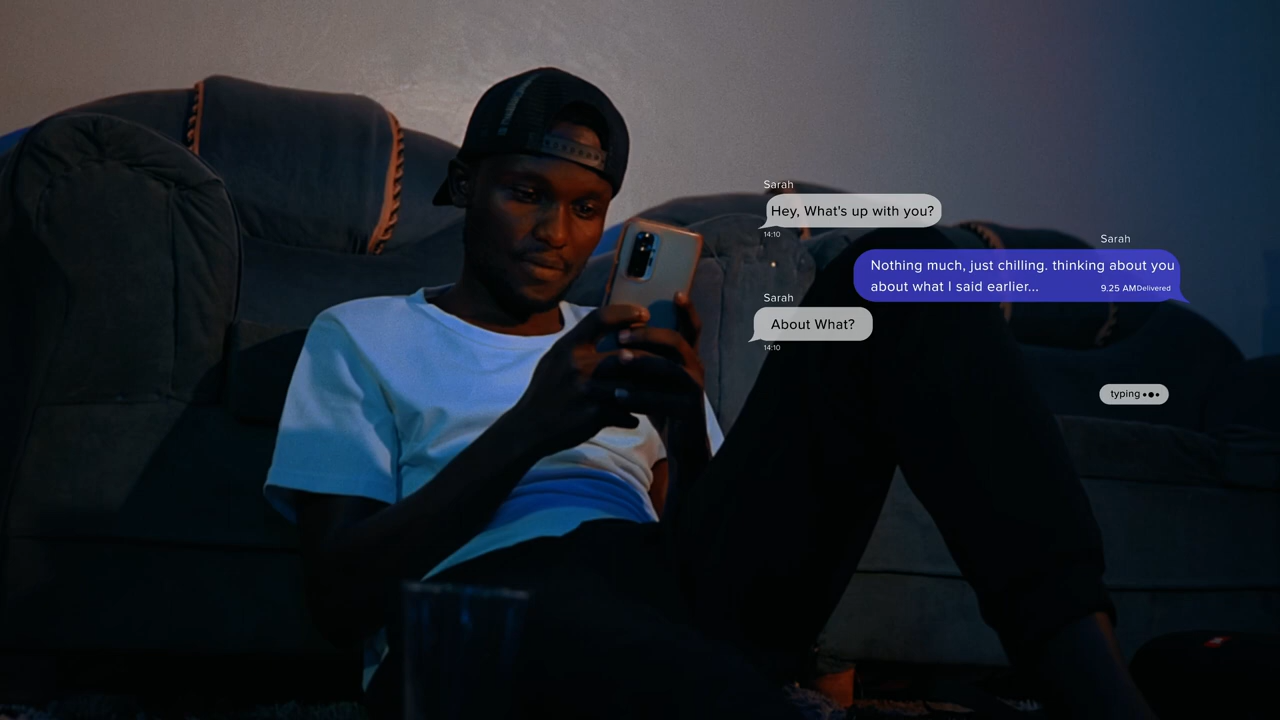 Sarah
Hey, What's up with you?
14:10
Sarah
Nothing much, just chilling. thinking about you
about what I said earlier...
9.25 AM Delivered
Sarah
About What?
14:10
typing